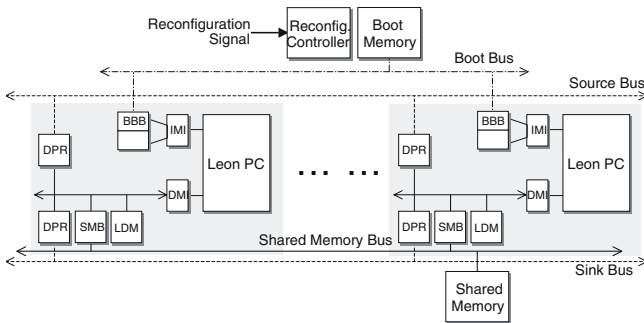 Reconfiguration
Signal
Reconfig.
Controller
Boot
Memory
Boot Bus
Source Bus
BBB
IMI
DPR
Leon PC
DMI
DPR
SMB
LDM
... ...
BBB
IMI
DPR
Leon PC
DMI
DPR
SMB
LDM
Shared Memory Bus
Sink Bus
Shared
Memory